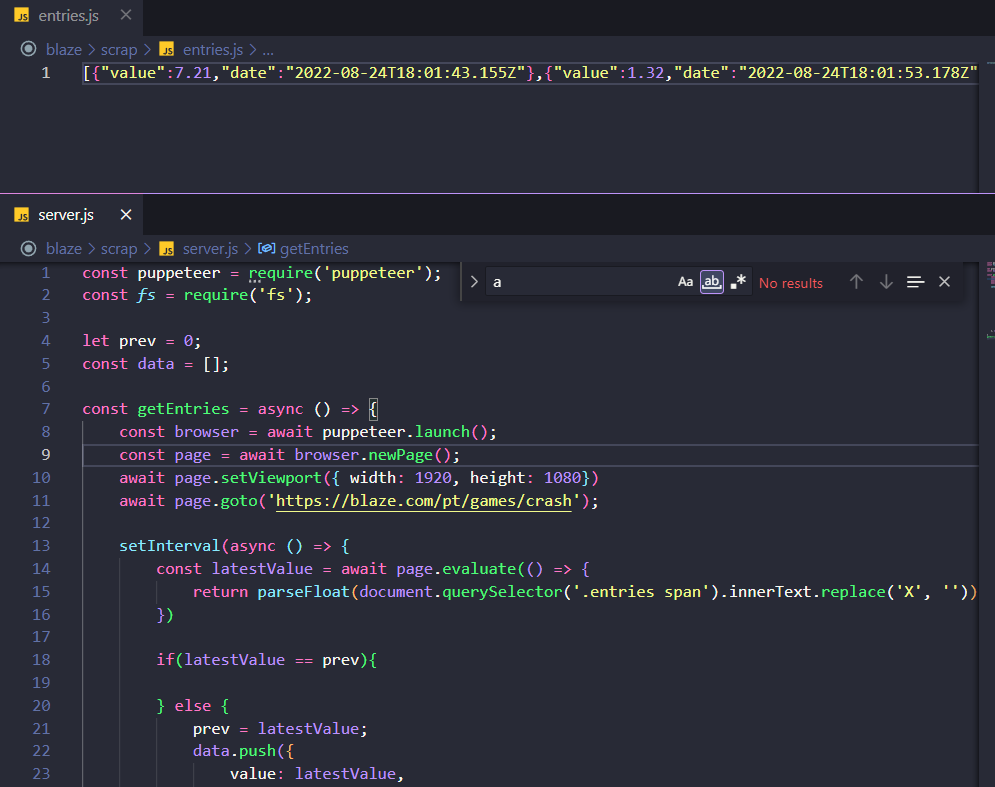 JS entries.js ×
blaze > scrap > JS entries.js > ...
1 [{"value":7.21,"date":"2022-08-24T18:01:43.155Z"},{"value":1.32,"date":"2022-08-24T18:01:53.178Z"
JS server.js ×
blaze > scrap > JS server.js > getEntries
a Aa ab No results
1 const puppeteer = require('puppeteer');
2 const fs = require('fs');
3
4 let prev = 0;
5 const data = [];
6
7 const getEntries = async () => {
8 const browser = await puppeteer.launch();
9 const page = await browser.newPage();
10 await page.setViewport({ width: 1920, height: 1080})
11 await page.goto('https://blaze.com/pt/games/crash');
12
13 setInterval(async () => {
14 const latestValue = await page.evaluate(() => {
15 return parseFloat(document.querySelector('.entries span').innerText.replace('X', ''))
16 })
17
18 if(latestValue == prev){
19
20 } else {
21 prev = latestValue;
22 data.push({
23 value: latestValue,